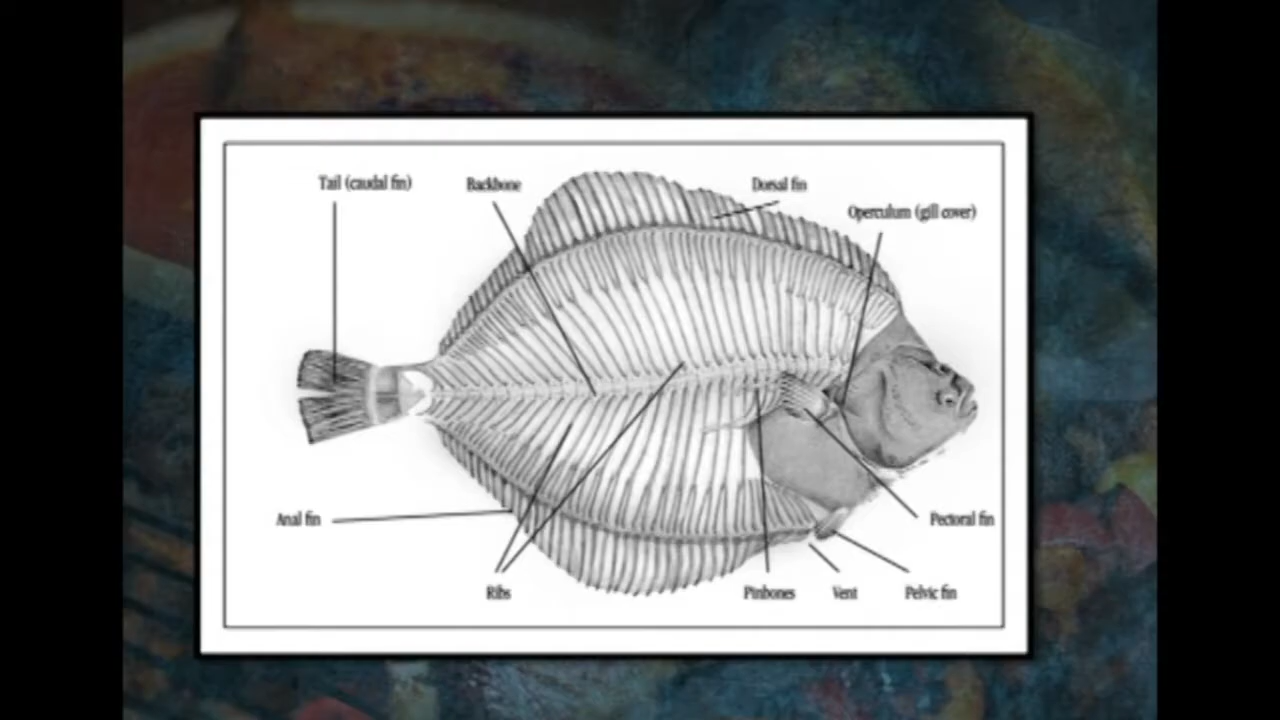 Tail (caudal fin)
Backbone
Dorsal fin
Operculum (gill cover)
Anal fin
Pectoral fin
Ribs
Pinbones
Vent
Pelvic fin